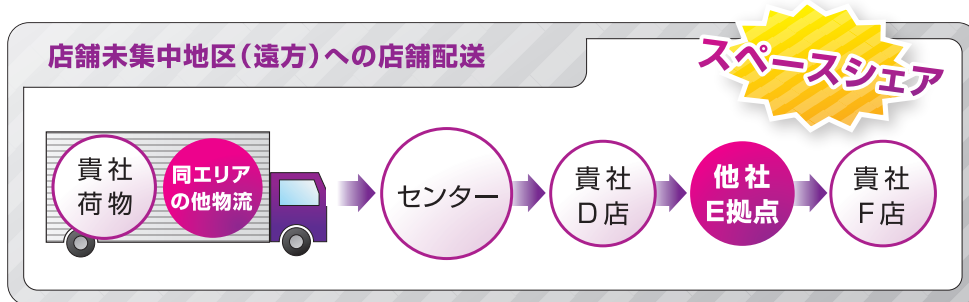 店舗未集中地区（遠方）への店舗配送
スペースシェア
貴社
荷物
同エリア
の他物流
センター
貴社
D店
他社
E拠点
貴社
F店